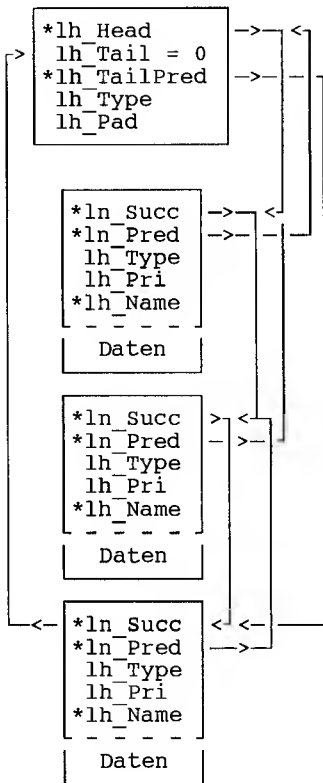 *lh_Head
lh_Tail = 0
*lh_TailPred
lh_Type
lh_Pad
*ln_Succ
*ln_Pred
lh_Type
lh_Pri
*lh_Name
Daten
*ln_Succ
*ln_Pred
lh_Type
lh_Pri
*lh_Name
Daten
*ln_Succ
*ln_Pred
lh_Type
lh_Pri
*lh_Name
Daten